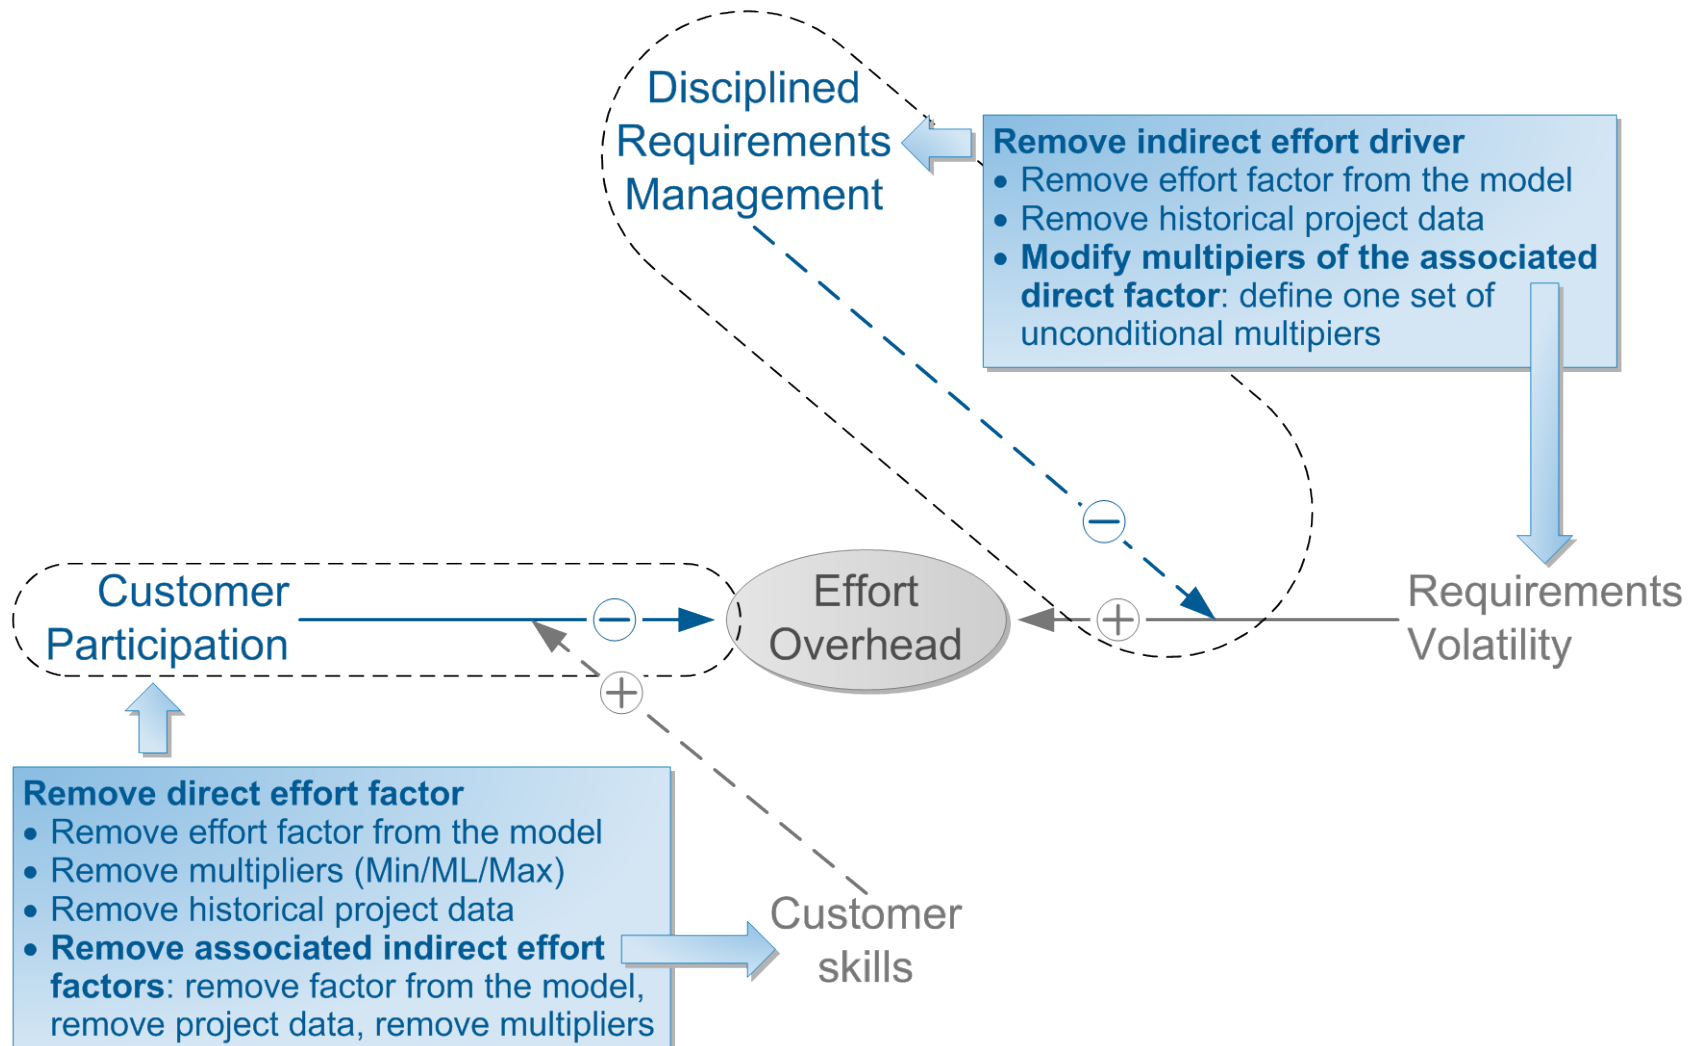 Disciplined
Requirements
Management
Remove indirect effort driver
• Remove effort factor from the model
• Remove historical project data
• Modify multipiers of the associated
direct factor: define one set of
unconditional multipiers
Customer
Participation
−
Effort
Overhead
+
−
Requirements
Volatility
+
Remove direct effort factor
• Remove effort factor from the model
• Remove multipliers (Min/ML/Max)
• Remove historical project data
• Remove associated indirect effort
factors: remove factor from the model,
remove project data, remove multipliers
Customer
skills